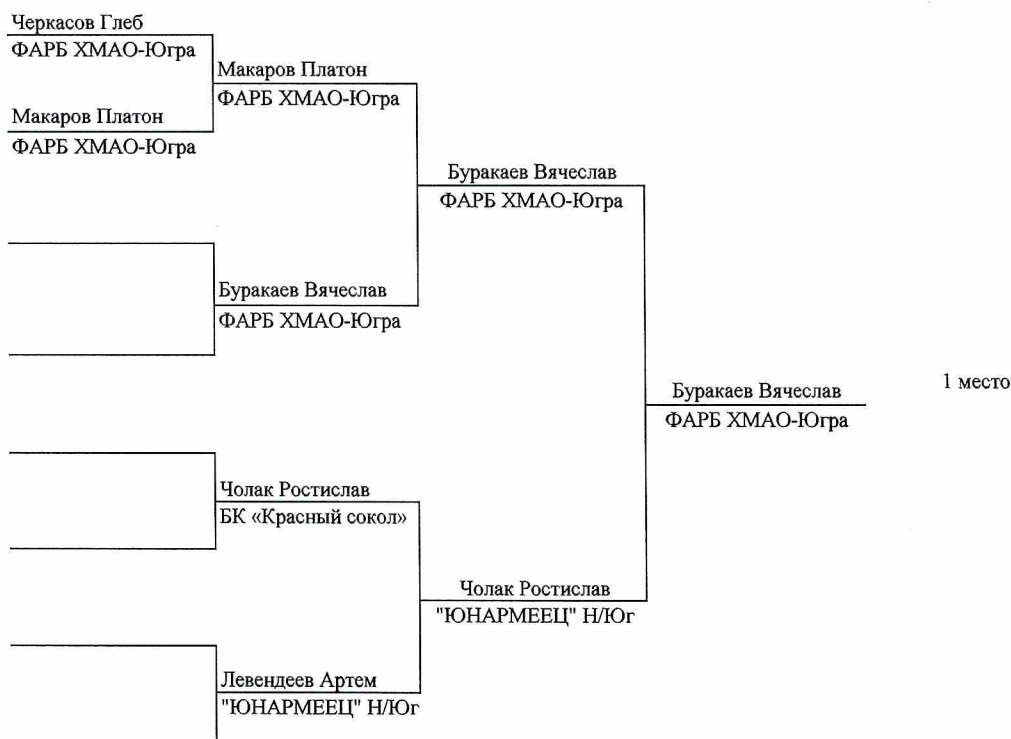 Черкасов Глеб
ФАРБ ХМАО-Югра
Макаров Платон
ФАРБ ХМАО-Югра
Макаров Платон
ФАРБ ХМАО-Югра
Буракаев Вячеслав
ФАРБ ХМАО-Югра
Буракаев Вячеслав
ФАРБ ХМАО-Югра
1 место
Буракаев Вячеслав
ФАРБ ХМАО-Югра
Чолак Ростислав
БК «Красный сокол»
Чолак Ростислав
"ЮНАРМЕЕЦ" Н/Юг
Левендеев Артем
"ЮНАРМЕЕЦ" Н/Юг